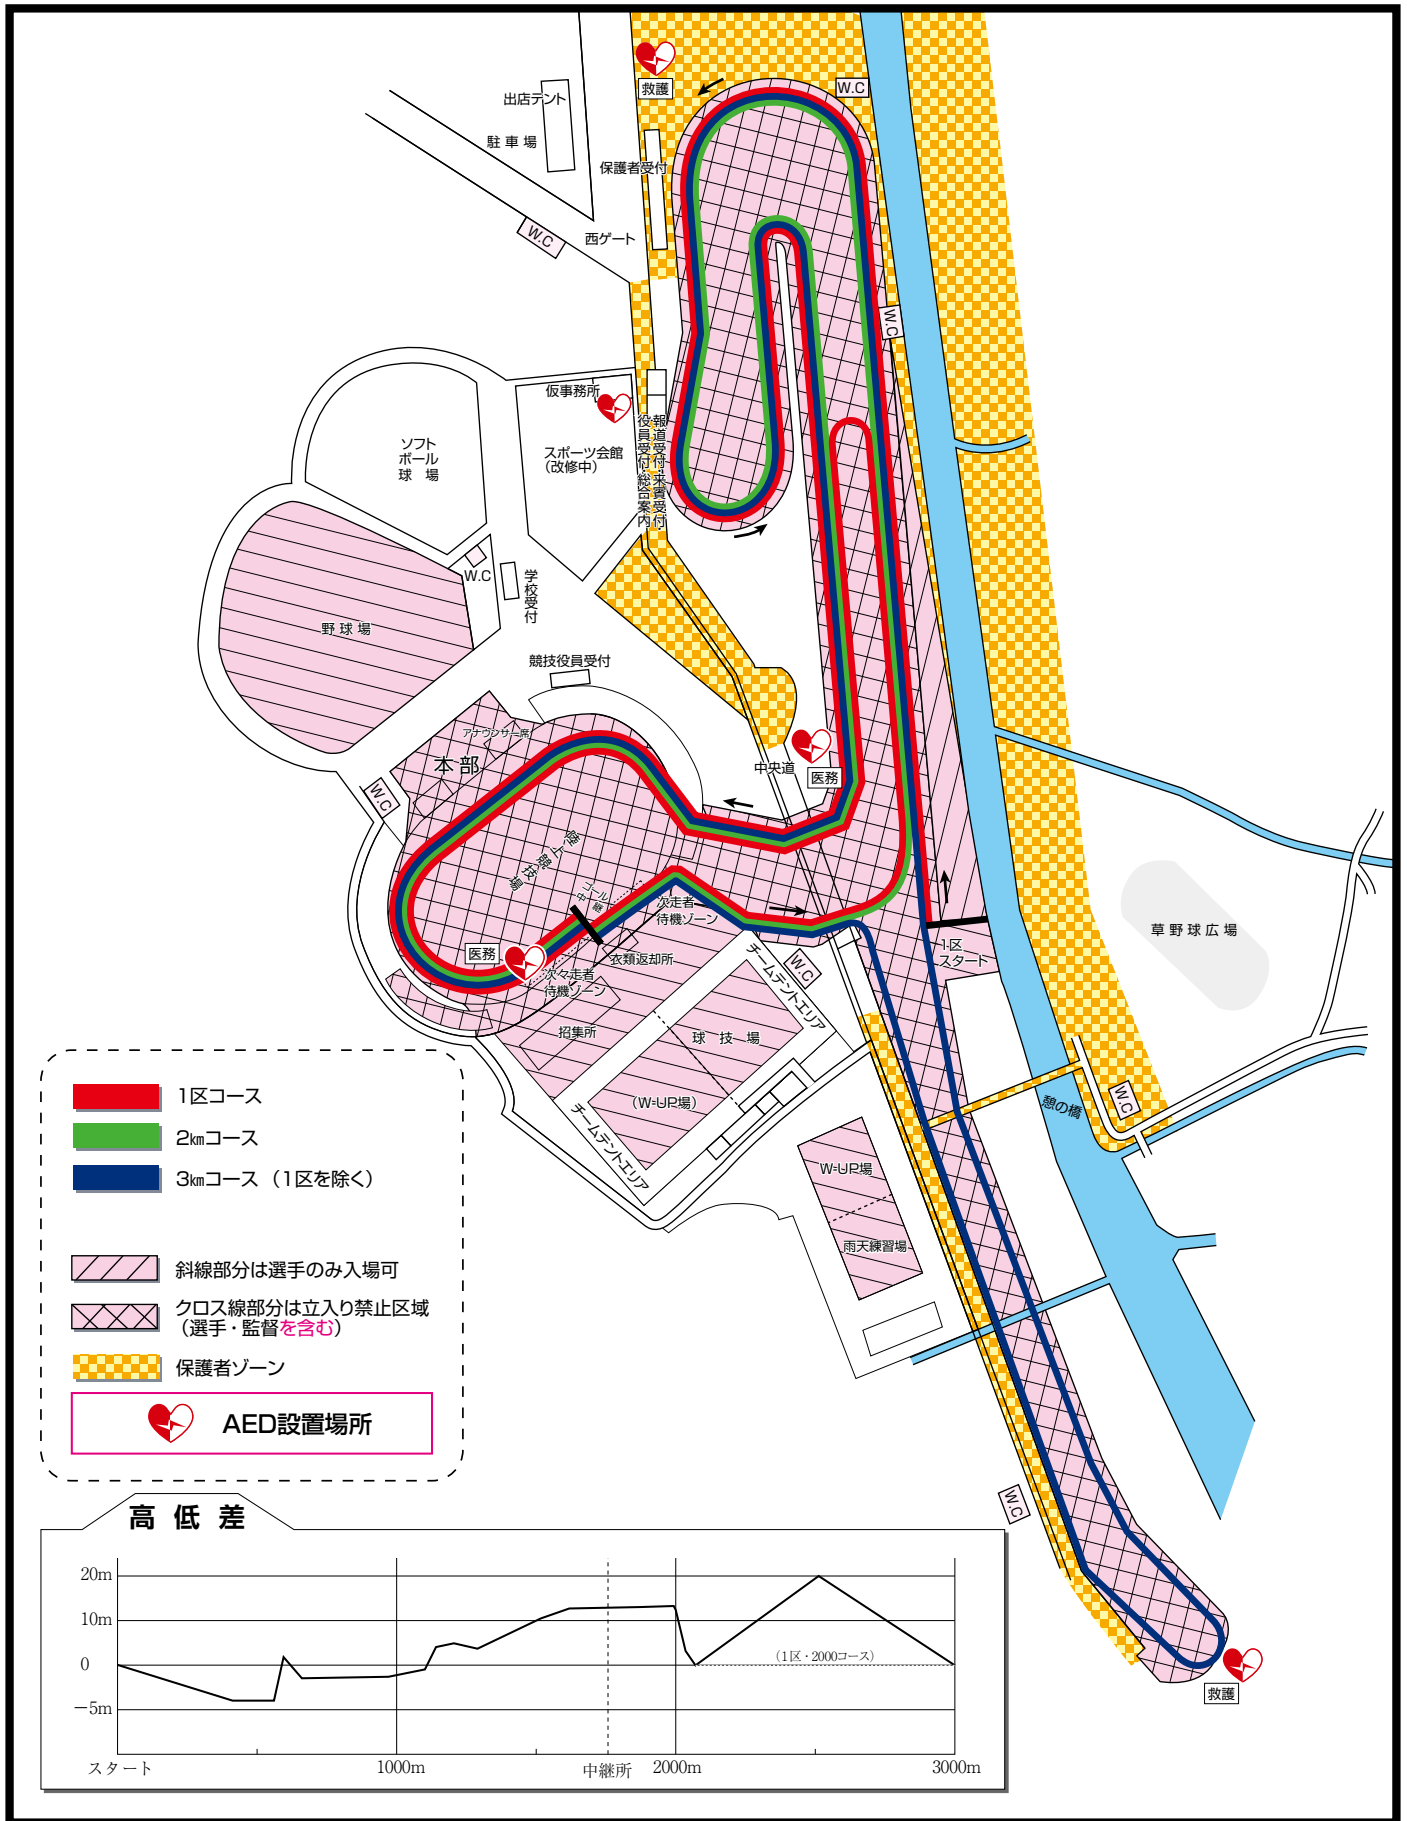 救護
W.C
出店テント
駐車場
保護者受付
W.C
西ゲート
W.C
仮事務所
ソフト
ボール
球場
スポーツ会館
(改修中)
報道受付・来賓受付
役員受付・総合案内
W.C
学校受付
野球場
競技役員受付
アナウンサー席
本部
中央道
医務
W.C
陸上競技場
ゴール
中継
次走者
待機ゾーン
医務
衣類返却所
次々走者
待機ゾーン
W.C
1区
スタート
草野球広場
チームテントエリア
招集所
球技場
(W-UP場)
チームテントエリア
憩の橋
W.C
W-UP場
雨天練習場
W.C
救護
1区コース
2㎞コース
3㎞コース (1区を除く)
斜線部分は選手のみ入場可
クロス線部分は立入り禁止区域
(選手・監督を含む)
保護者ゾーン
AED設置場所
高低差
20m
10m
0
−5m
(1区・2000コース)
スタート
1000m
中継所
2000m
3000m